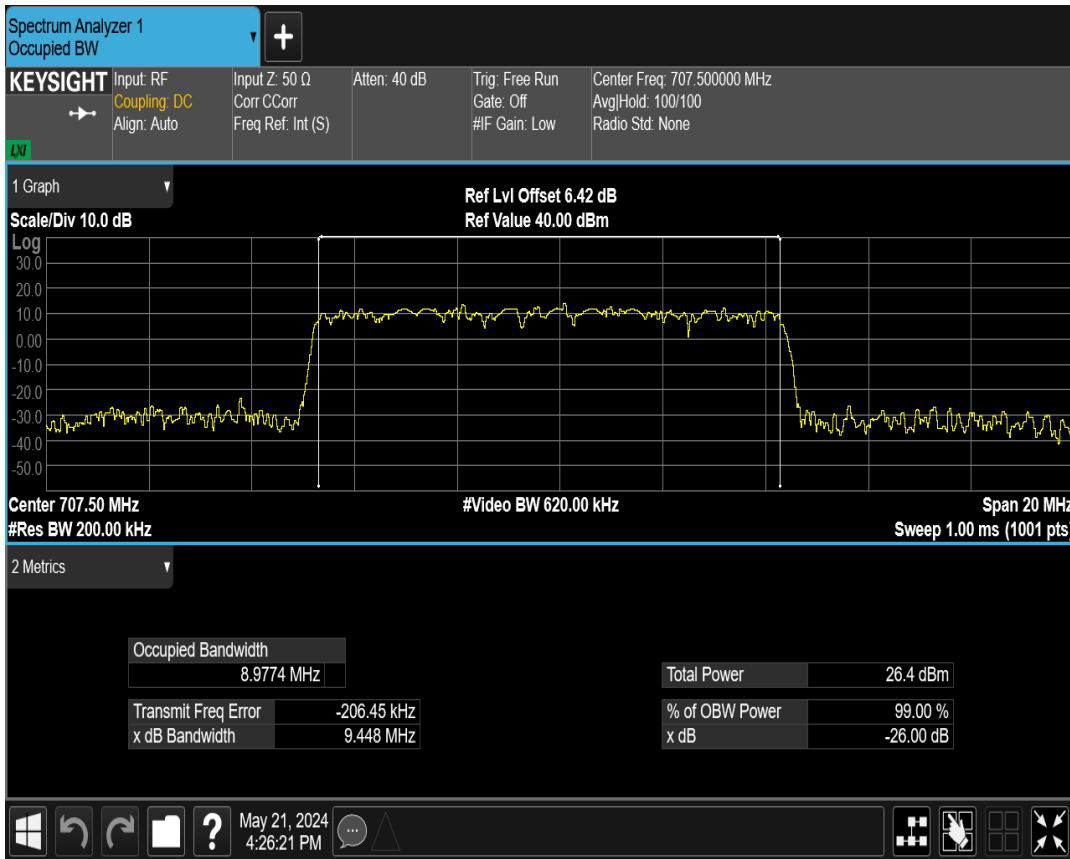 Spectrum Analyzer 1
Occupied BW
KEYSIGHT
LXI
Input: RF
Coupling: DC
Align: Auto
Input Z: 50 Ω
Corr CCorr
Freq Ref: Int (S)
Atten: 40 dB
Trig: Free Run
Gate: Off
#IF Gain: Low
Center Freq: 707.500000 MHz
Avg|Hold: 100/100
Radio Std: None
1 Graph
Scale/Div 10.0 dB
Ref Lvl Offset 6.42 dB
Ref Value 40.00 dBm
Log
30.0
20.0
10.0
0.00
-10.0
-20.0
-30.0
-40.0
-50.0
Center 707.50 MHz
#Video BW 620.00 kHz
Span 20 MHz
#Res BW 200.00 kHz
Sweep 1.00 ms (1001 pts)
2 Metrics
Occupied Bandwidth
8.9774 MHz
Total Power 26.4 dBm
Transmit Freq Error -206.45 kHz
% of OBW Power 99.00 %
x dB Bandwidth 9.448 MHz
x dB -26.00 dB
May 21, 2024
4:26:21 PM